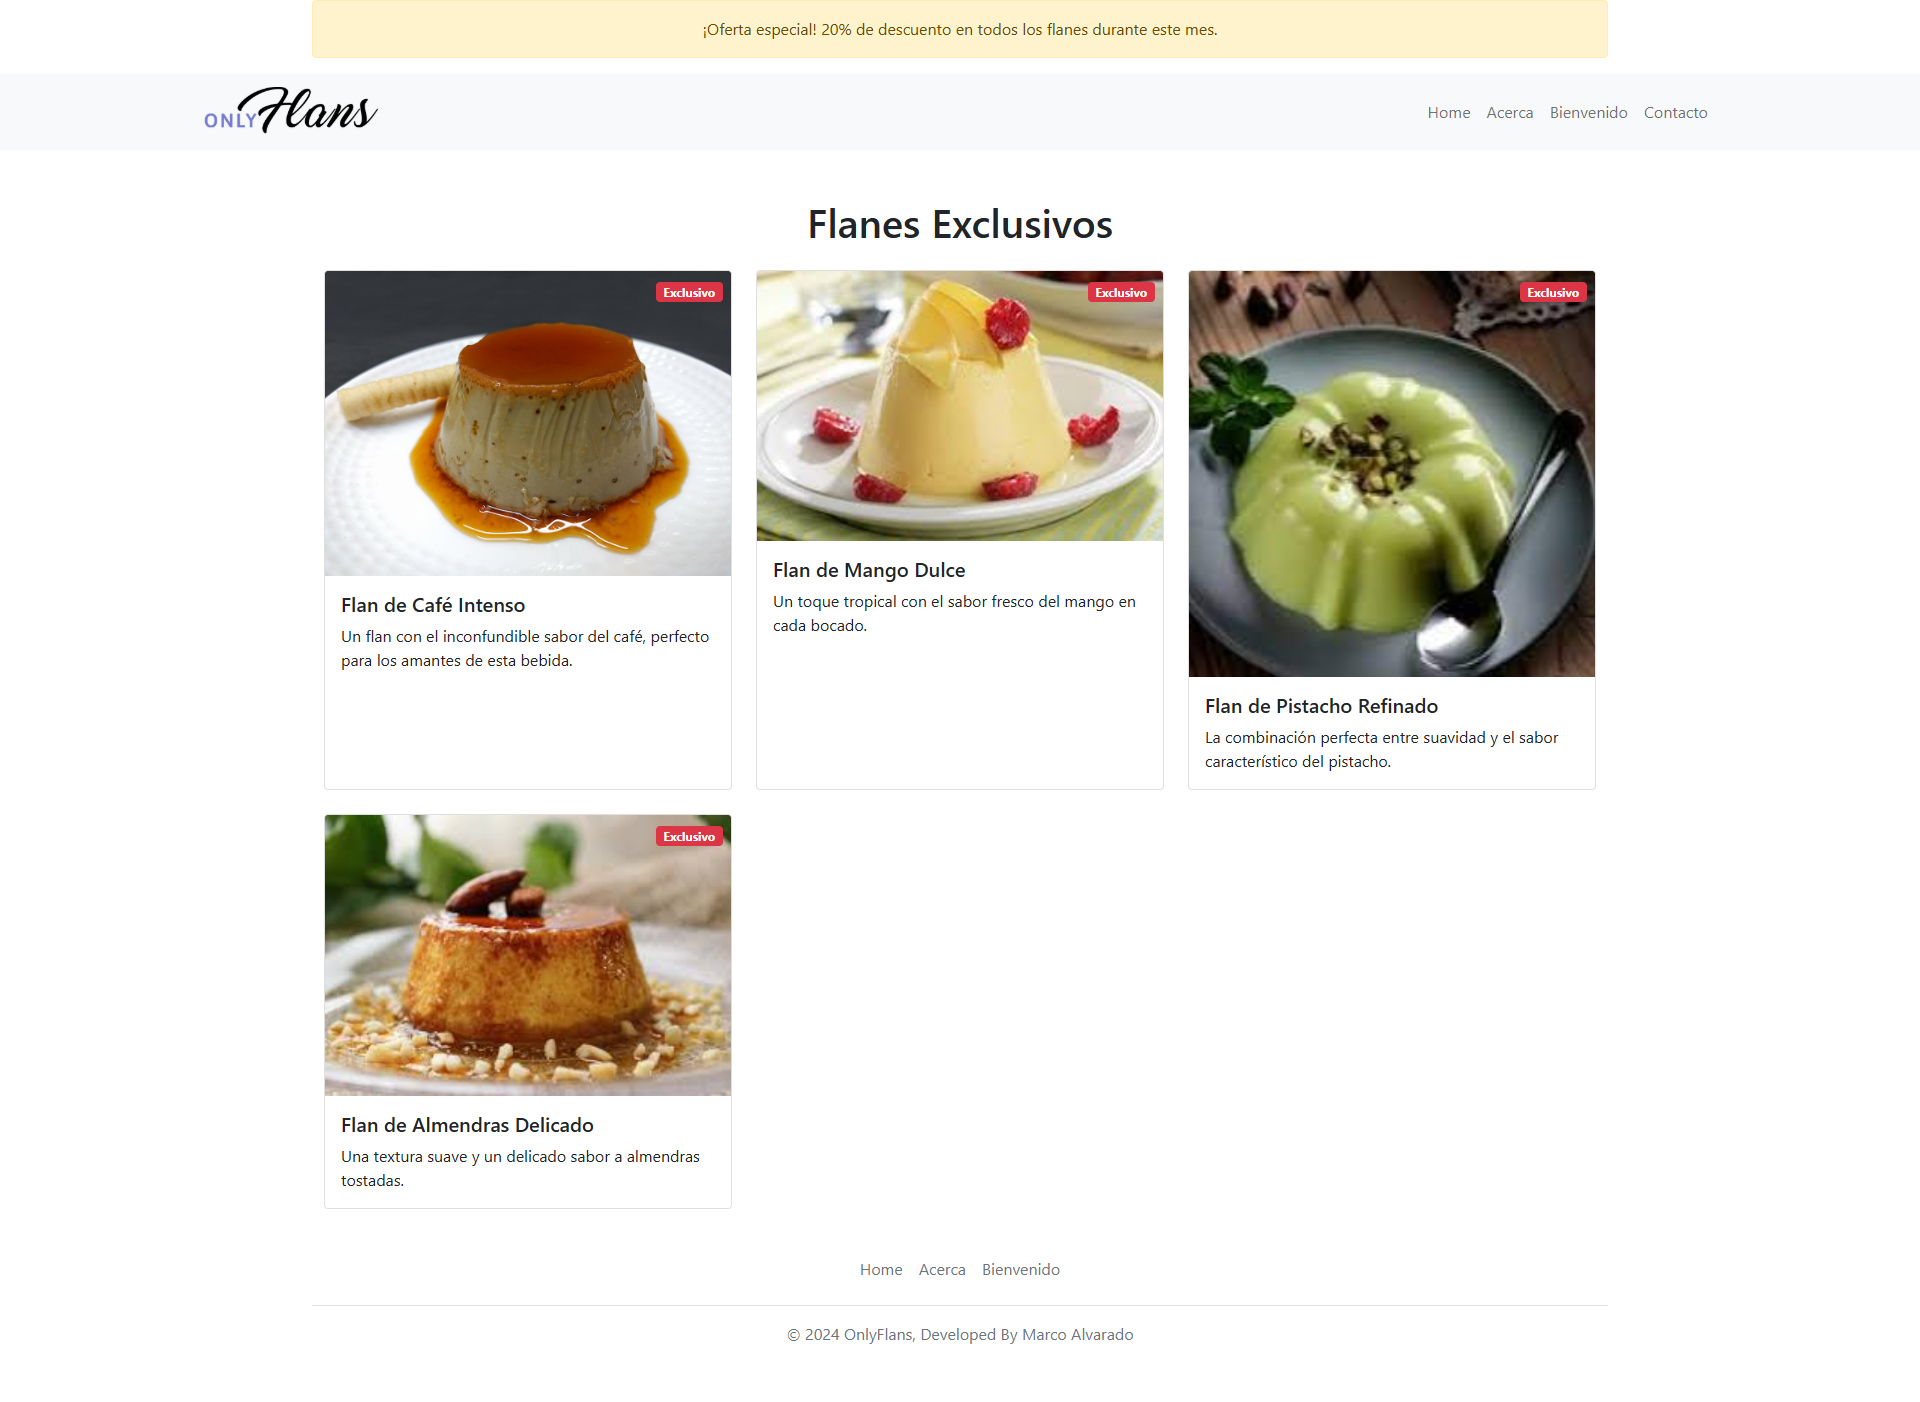 ¡Oferta especial! 20% de descuento en todos los flanes durante este mes.
ONLY Flans
Home Acerca Bienvenido Contacto
Flanes Exclusivos
Exclusivo
Flan de Café Intenso
Un flan con el inconfundible sabor del café, perfecto
para los amantes de esta bebida.
Exclusivo
Flan de Mango Dulce
Un toque tropical con el sabor fresco del mango en
cada bocado.
Exclusivo
Flan de Pistacho Refinado
La combinación perfecta entre suavidad y el sabor
característico del pistacho.
Exclusivo
Flan de Almendras Delicado
Una textura suave y un delicado sabor a almendras
tostadas.
Home Acerca Bienvenido
© 2024 OnlyFlans, Developed By Marco Alvarado